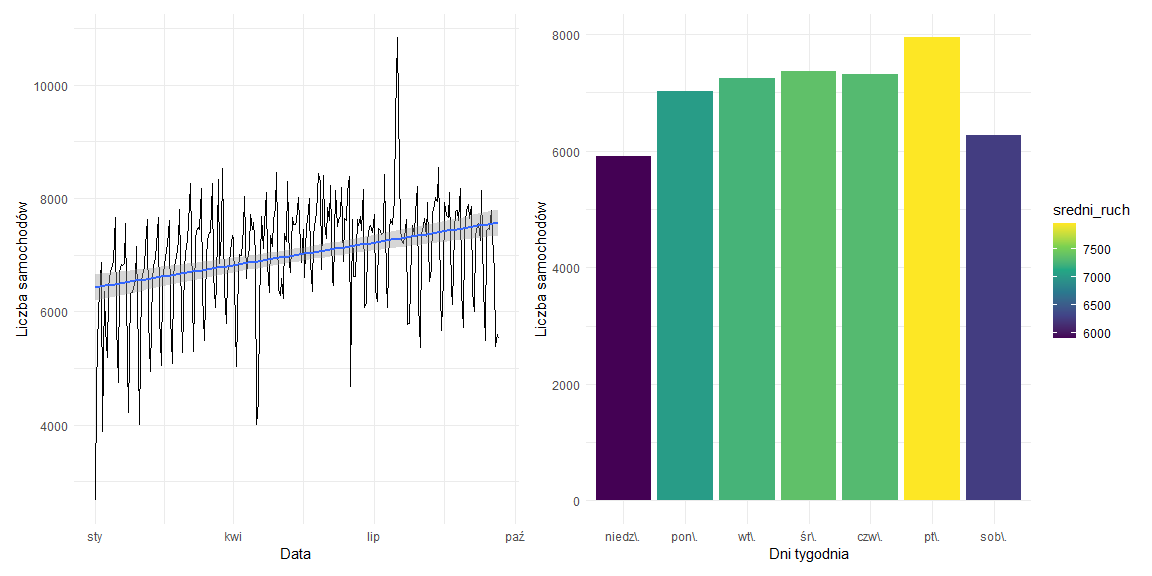 Liczba samochodów
10000
8000
6000
4000
sty
kwi
lip
paź
Data
Liczba samochodów
8000
6000
4000
2000
0
niedz\.
pon\.
wt\.
śr\.
czw\.
pt\.
sob\.
Dni tygodnia
sredni_ruch
7500
7000
6500
6000